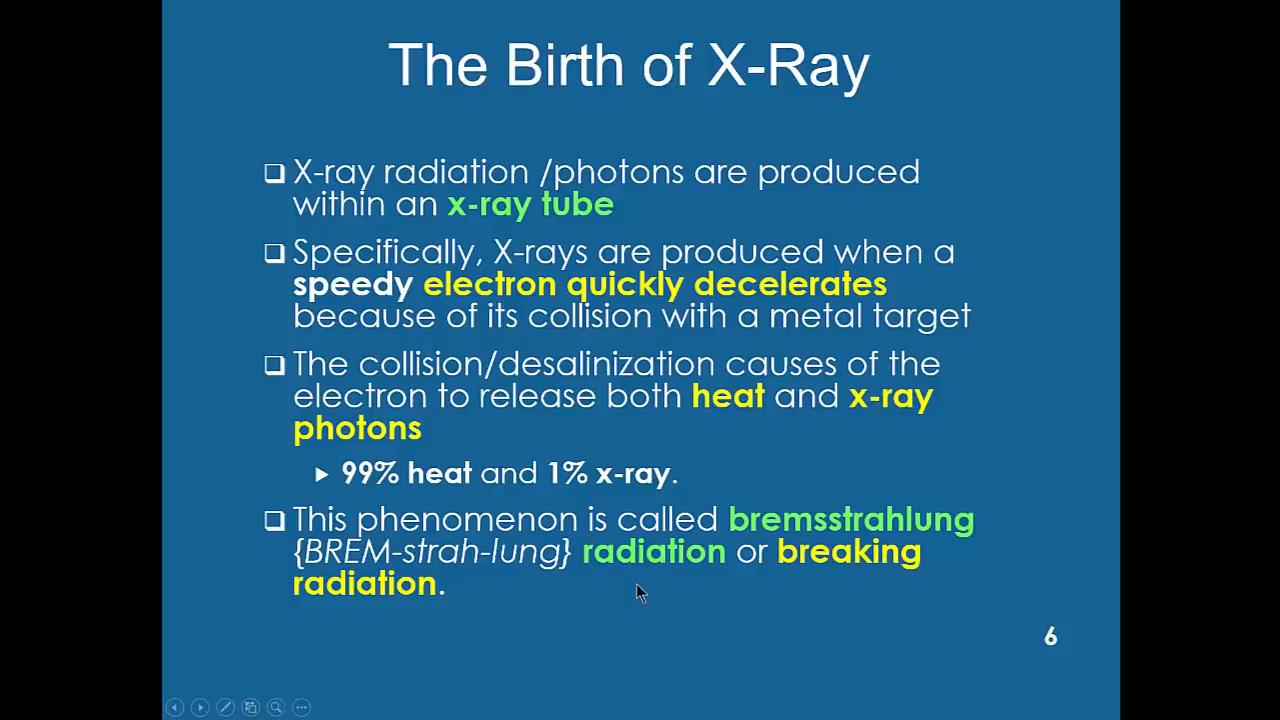 The Birth of X-Ray
❑ X-ray radiation /photons are produced
within an x-ray tube
❑ Specifically, X-rays are produced when a
speedy electron quickly decelerates
because of its collision with a metal target
❑ The collision/desalinization causes of the
electron to release both heat and x-ray
photons
▶ 99% heat and 1% x-ray.
❑ This phenomenon is called bremsstrahlung
{BREM-strah-lung} radiation or breaking
radiation.
6